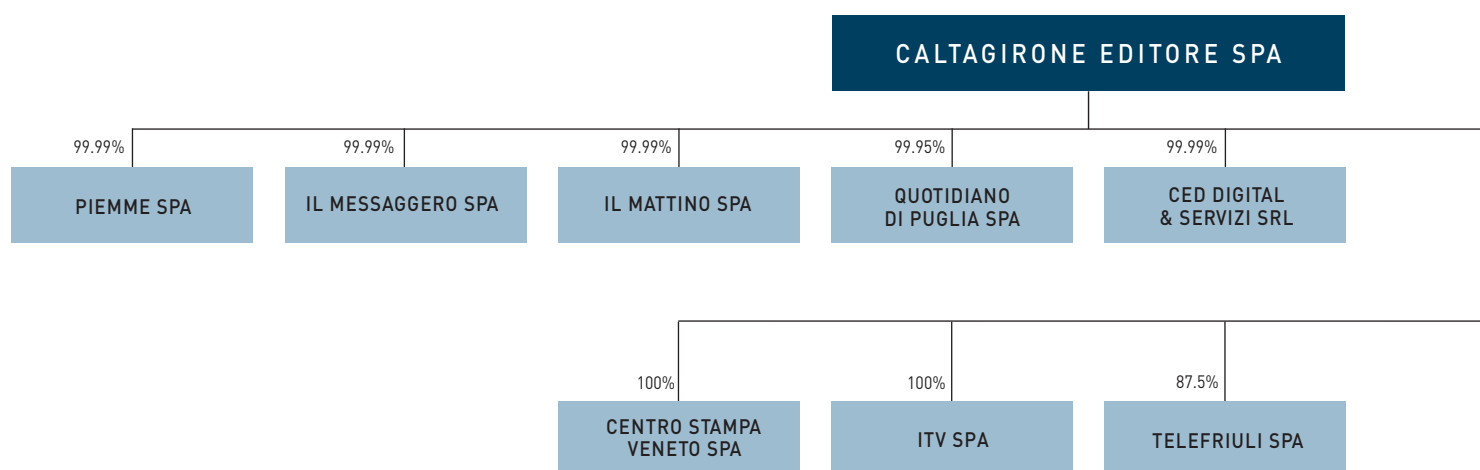 CALTAGIRONE EDITORE SPA
99.99%
99.99%
99.99%
99.95%
99.99%
PIEMME SPA
IL MESSAGGERO SPA
IL MATTINO SPA
QUOTIDIANO
DI PUGLIA SPA
CED DIGITAL
& SERVIZI SRL
100%
100%
87.5%
CENTRO STAMPA
VENETO SPA
ITV SPA
TELEFRIULI SPA